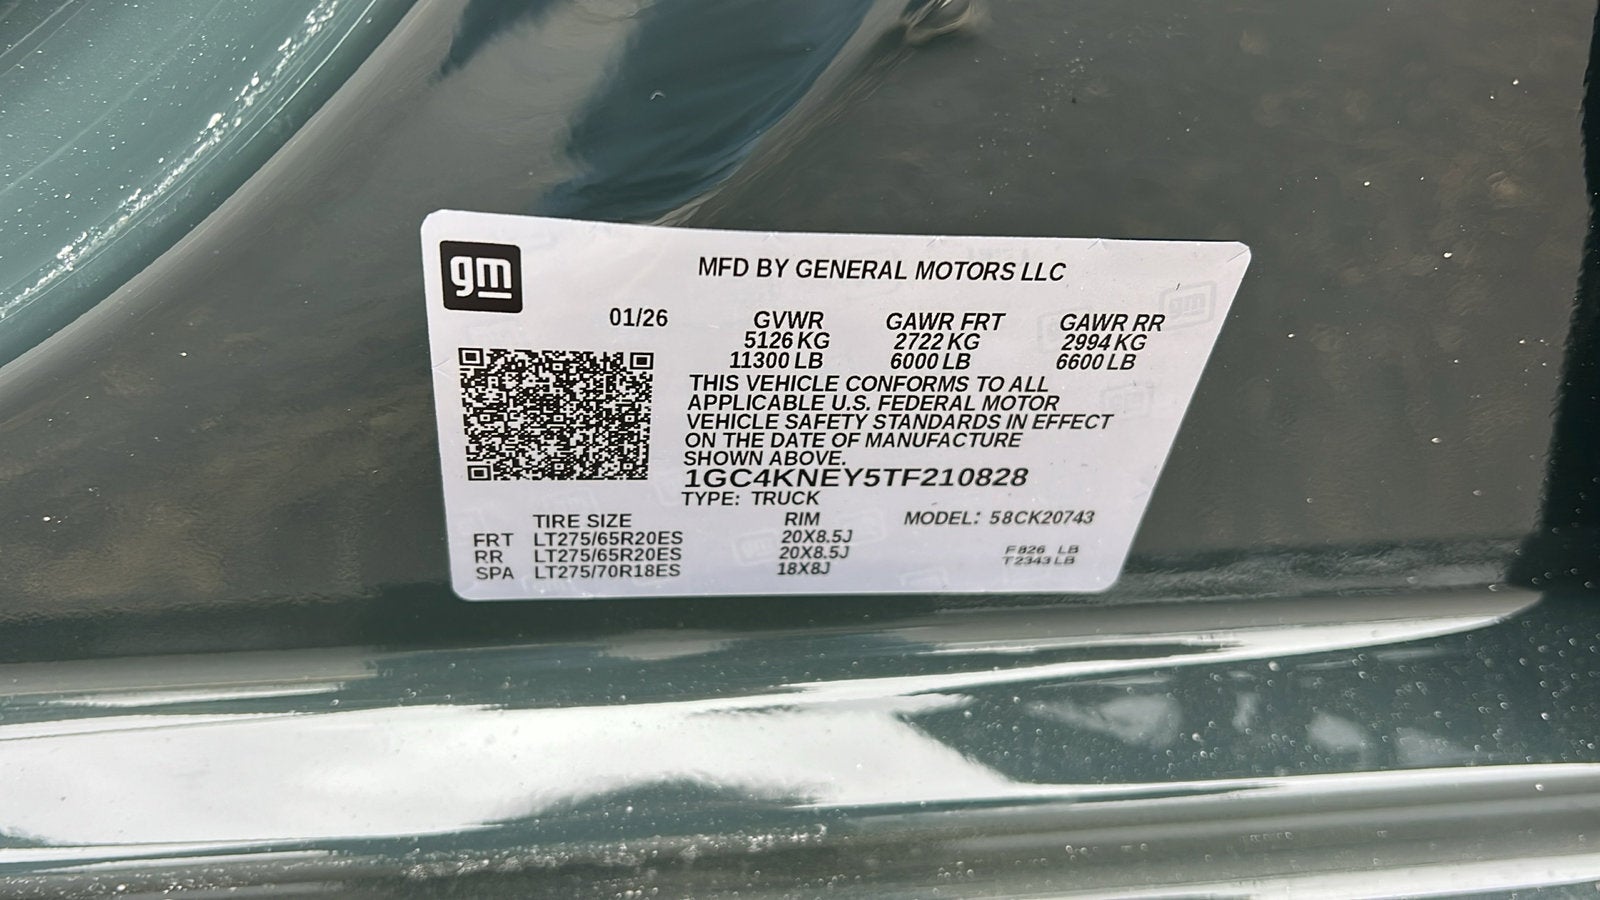 gm
MFD BY GENERAL MOTORS LLC
01/26
GVWR GAWR FRT GAWR RR
5126 KG 2722 KG 2994 KG
11300 LB 6000 LB 6600 LB
THIS VEHICLE CONFORMS TO ALL
APPLICABLE U.S. FEDERAL MOTOR
VEHICLE SAFETY STANDARDS IN EFFECT
ON THE DATE OF MANUFACTURE
SHOWN ABOVE.
1GC4KNEY5TF210828
TYPE: TRUCK
TIRE SIZE RIM MODEL: 58CK20743
FRT LT275/65R20ES 20X8.5J
RR LT275/65R20ES 20X8.5J F826 LB
SPA LT275/70R18ES 18X8J T2343 LB